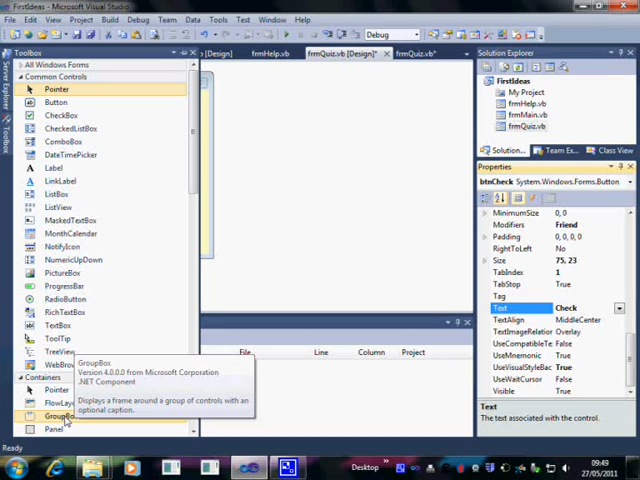 FirstIdeas - Microsoft Visual Studio
File Edit View Project Build Debug Team Data Tools Test Window Help
Debug
Toolbox
[Design] frmHelp.vb frmQuiz.vb [Design]* frmQuiz.vb*
Server Explorer
Toolbox
All Windows Forms
Common Controls
Pointer
Button
CheckBox
CheckedListBox
ComboBox
DateTimePicker
Label
LinkLabel
ListBox
ListView
MaskedTextBox
MonthCalendar
NotifyIcon
NumericUpDown
PictureBox
ProgressBar
RadioButton
RichTextBox
TextBox
ToolTip
TreeView
WebBrow
Containers
Pointer
FlowLayo
GroupBo
Panel
GroupBox
Version 4.0.0.0 from Microsoft Corporation
.NET Component
Displays a frame around a group of controls with an
optional caption.
File Line Column Project
Solution Explorer
FirstIdeas
My Project
frmHelp.vb
frmMain.vb
frmQuiz.vb
Solution... Team Ex... Class View
Properties
btnCheck System.Windows.Forms.Button
MinimumSize 0, 0
Modifiers Friend
Padding 0, 0, 0, 0
RightToLeft No
Size 75, 23
TabIndex 1
TabStop True
Tag
Text Check
TextAlign MiddleCenter
TextImageRelation Overlay
UseCompatibleTe
UseMnemonic True
UseVisualStyleBac True
UseWaitCursor False
Visible True
Text
The text associated with the control.
Ready
Desktop
09:49
27/05/2011